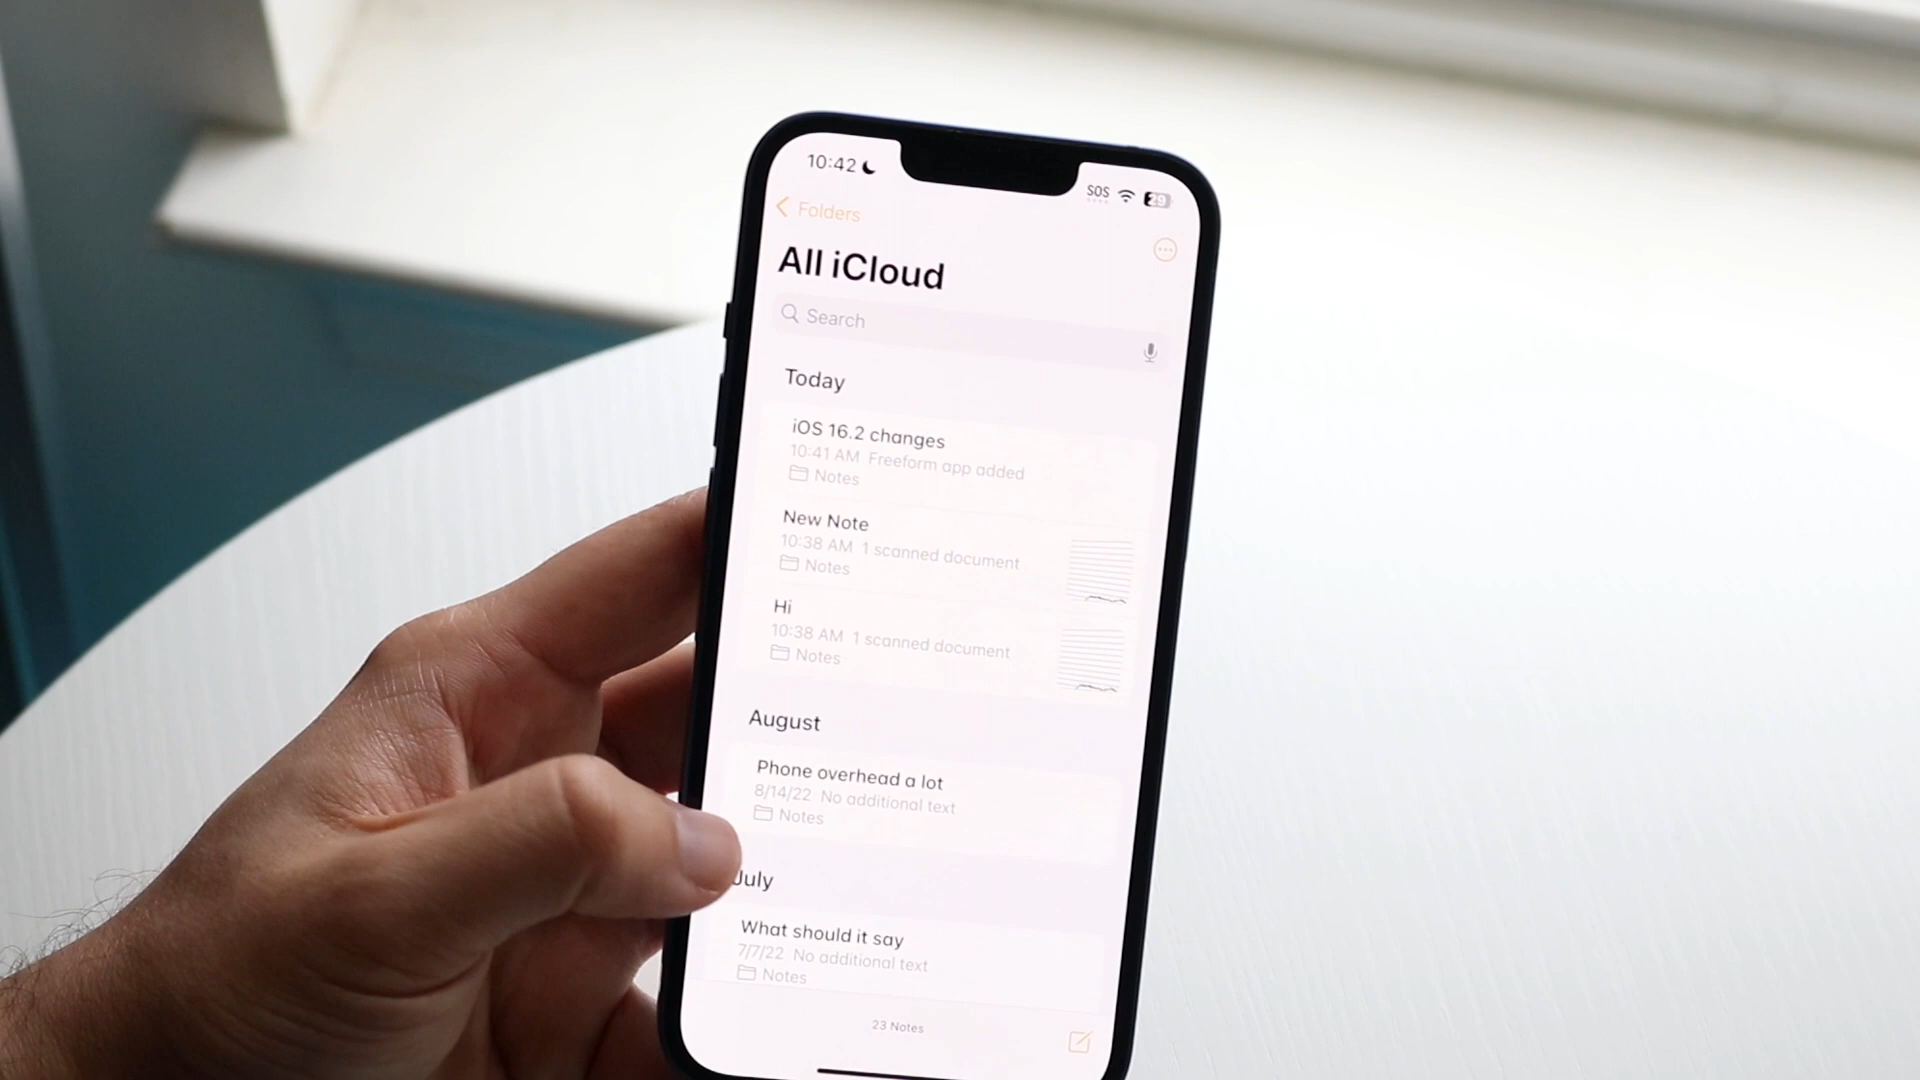 10:42
SOS 29
Folders
All iCloud
Search
Today
iOS 16.2 changes
10:41 AM Freeform app added
Notes
New Note
10:38 AM 1 scanned document
Notes
Hi
10:38 AM 1 scanned document
Notes
August
Phone overhead a lot
8/14/22 No additional text
Notes
July
What should it say
7/7/22 No additional text
Notes
23 Notes